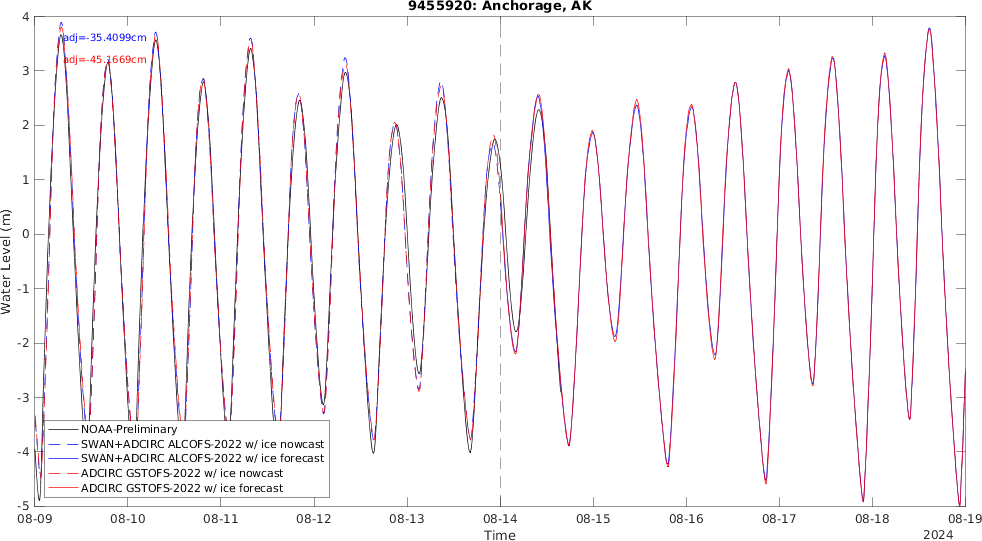 9455920: Anchorage, AK
adj=-35.4099cm
adj=-45.1669cm
Water Level (m)
4
3
2
1
0
-1
-2
-3
-4
-5
NOAA-Preliminary
SWAN+ADCIRC ALCOFS-2022 w/ ice nowcast
SWAN+ADCIRC ALCOFS-2022 w/ ice forecast
ADCIRC GSTOFS-2022 w/ ice nowcast
ADCIRC GSTOFS-2022 w/ ice forecast
08-09 08-10 08-11 08-12 08-13 08-14 08-15 08-16 08-17 08-18 08-19
Time
2024